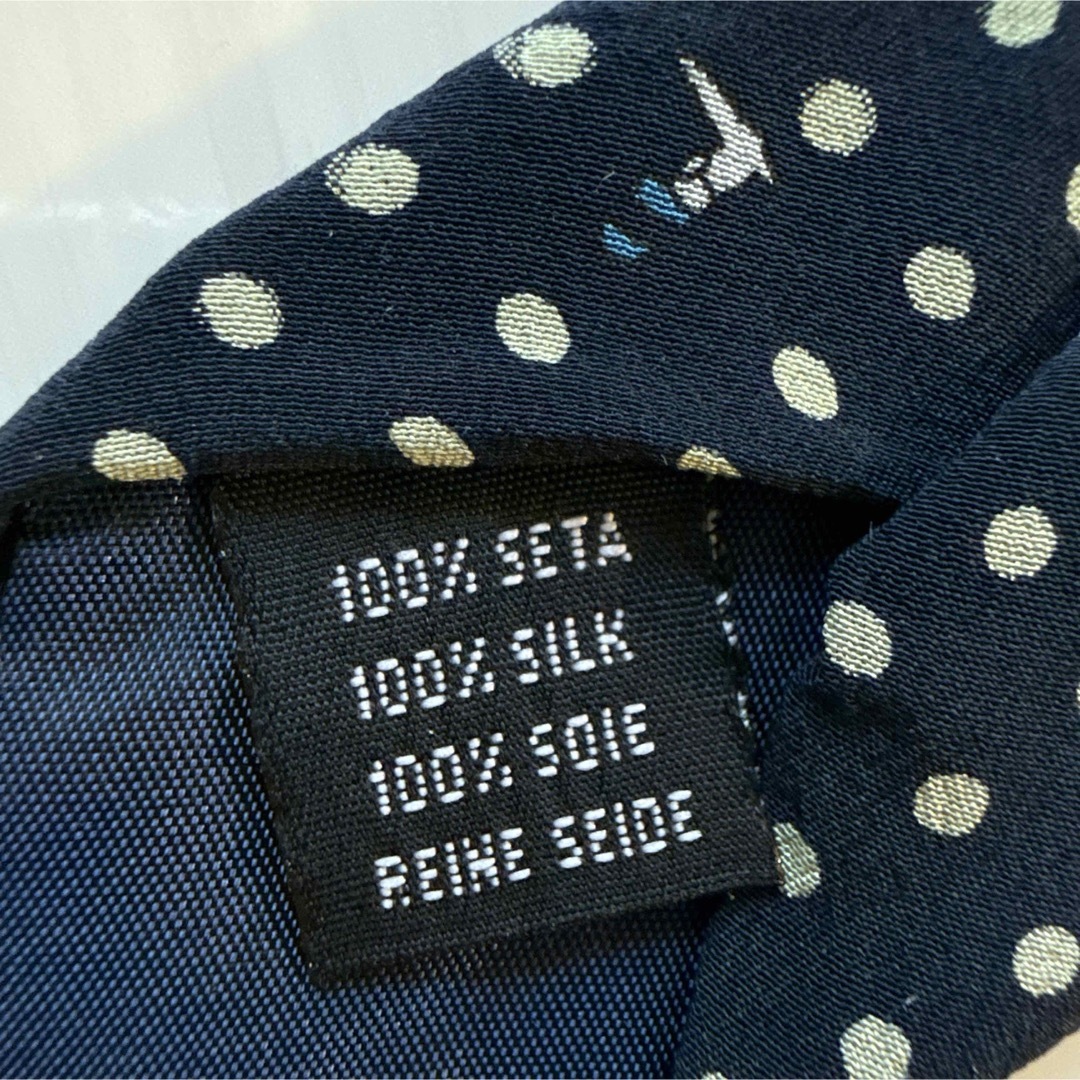 100% SETA
100% SILK
100% SOIE
REINE SEIDE